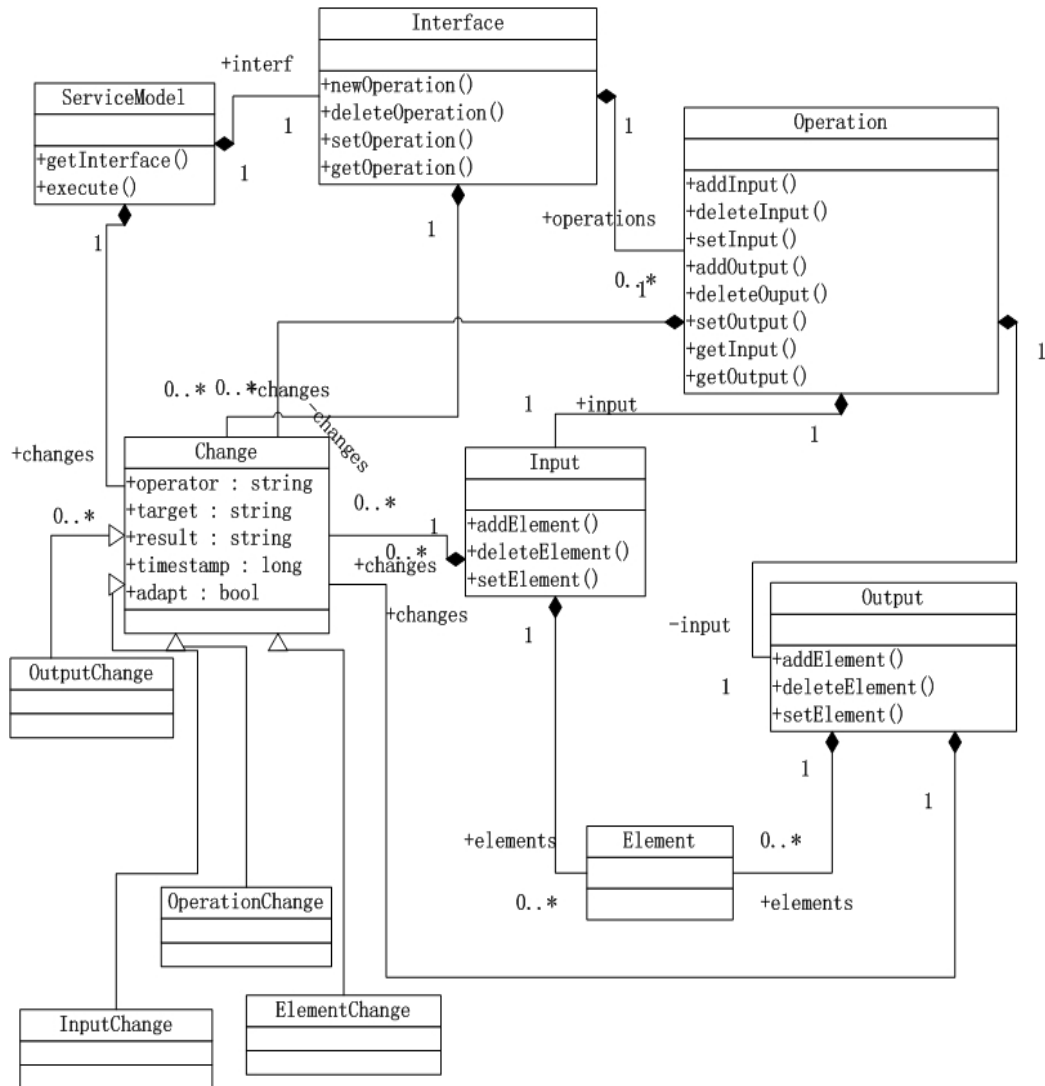 Interface
+newOperation()
+deleteOperation()
+setOperation()
+getOperation()
+interf
1
1
ServiceModel
+getInterface()
+execute()
1
1
1
Operation
+addInput()
+deleteInput()
+setInput()
+addOutput()
+deleteOuput()
+setOutput()
+getInput()
+getOutput()
+operations
0..*
1
1
0..*
0..*
+changes
-changes
1
+input
1
+changes
0..*
Change
+operator : string
+target : string
+result : string
+timestamp : long
+adapt : bool
0..*
1
0..*
+changes
+changes
Input
+addElement()
+deleteElement()
+setElement()
1
-input
1
Output
+addElement()
+deleteElement()
+setElement()
1
1
OutputChange
+elements
0..*
Element
0..*
+elements
OperationChange
InputChange
ElementChange